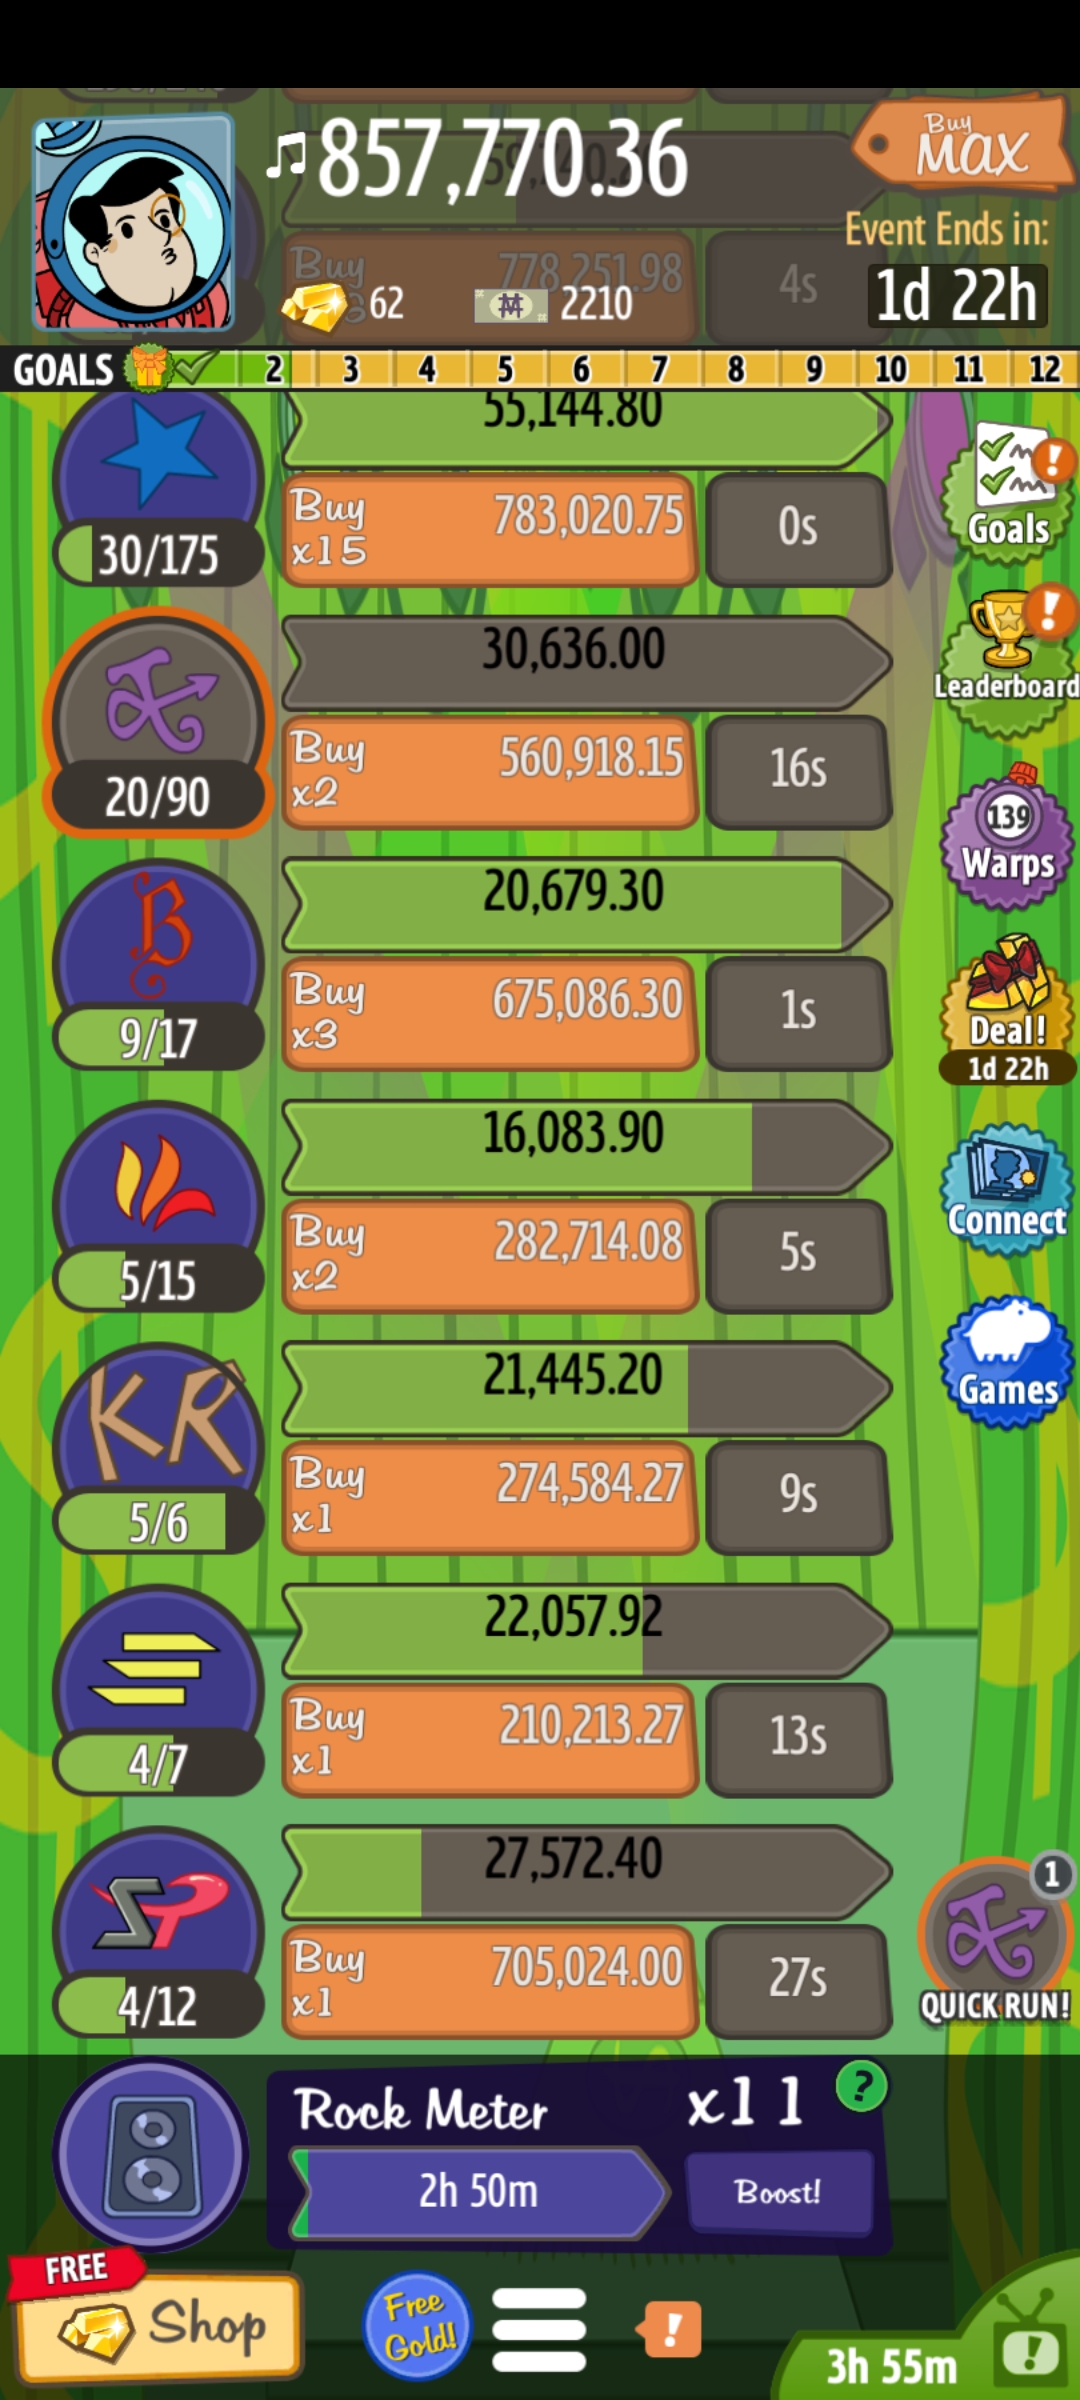 ♫857,770.36
Buy
MAX
Event Ends in:
1d 22h
Buy
778,251.98
4s
62
2210
GOALS 2 3 4 5 6 7 8 9 10 11 12
55,144.80
30/175
Buy
x15
783,020.75
0s
Goals
30,636.00
20/90
Buy
x2
560,918.15
16s
Leaderboard
20,679.30
9/17
Buy
x3
675,086.30
1s
139
Warps
16,083.90
5/15
Buy
x2
282,714.08
5s
Deal!
1d 22h
21,445.20
KR
5/6
Buy
x1
274,584.27
9s
Connect
Games
22,057.92
4/7
Buy
x1
210,213.27
13s
27,572.40
4/12
Buy
x1
705,024.00
27s
1
QUICK RUN!
Rock Meter
x11
?
2h 50m
Boost!
FREE
Shop
Free
Gold!
!
3h 55m